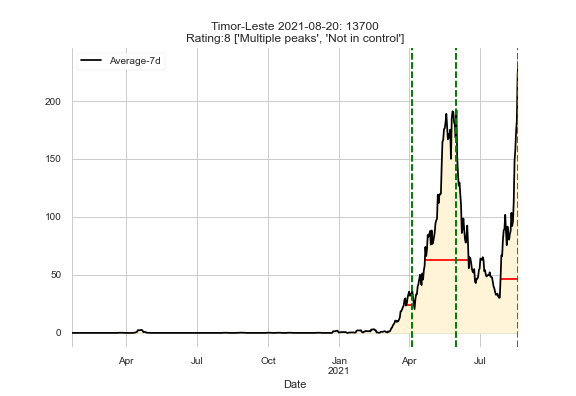 Timor-Leste 2021-08-20: 13700
Rating:8 ['Multiple peaks', 'Not in control']
Average-7d
200
150
100
50
0
Apr
Jul
Oct
Jan
2021
Apr
Jul
Date